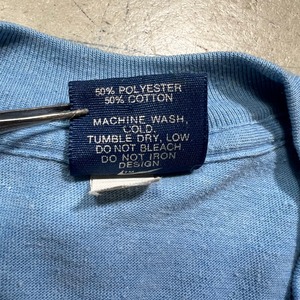 50% POLYESTER
50% COTTON
MACHINE WASH,
COLD.
TUMBLE DRY, LOW
DO NOT BLEACH.
DO NOT IRON
DESIGN.